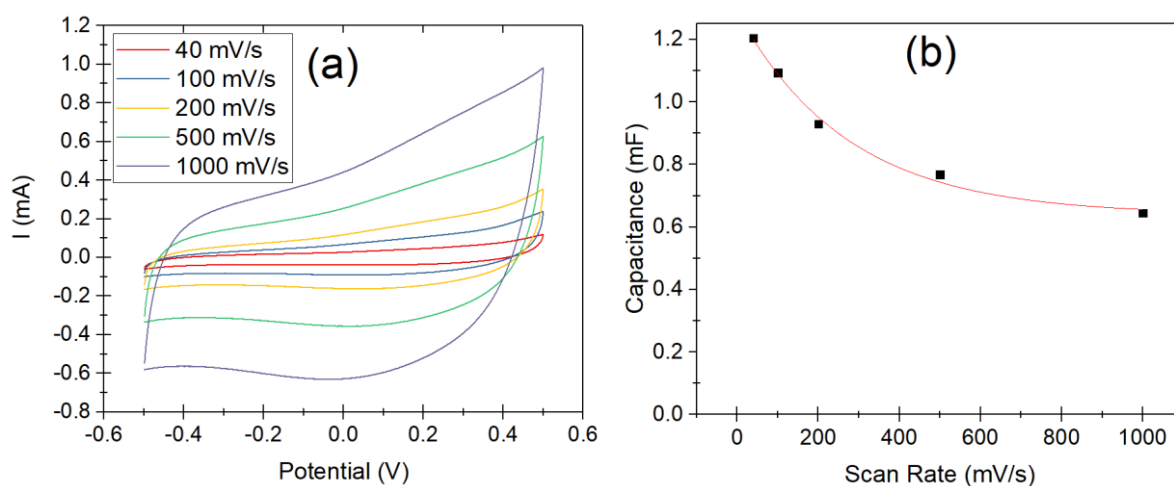 (a)
40 mV/s
100 mV/s
200 mV/s
500 mV/s
1000 mV/s
I (mA)
1.2
1.0
0.8
0.6
0.4
0.2
0.0
-0.2
-0.4
-0.6
-0.8
-0.6 -0.4 -0.2 0.0 0.2 0.4 0.6
Potential (V)
(b)
Capacitance (mF)
1.2
1.0
0.8
0.6
0.4
0.2
0.0
0 200 400 600 800 1000
Scan Rate (mV/s)